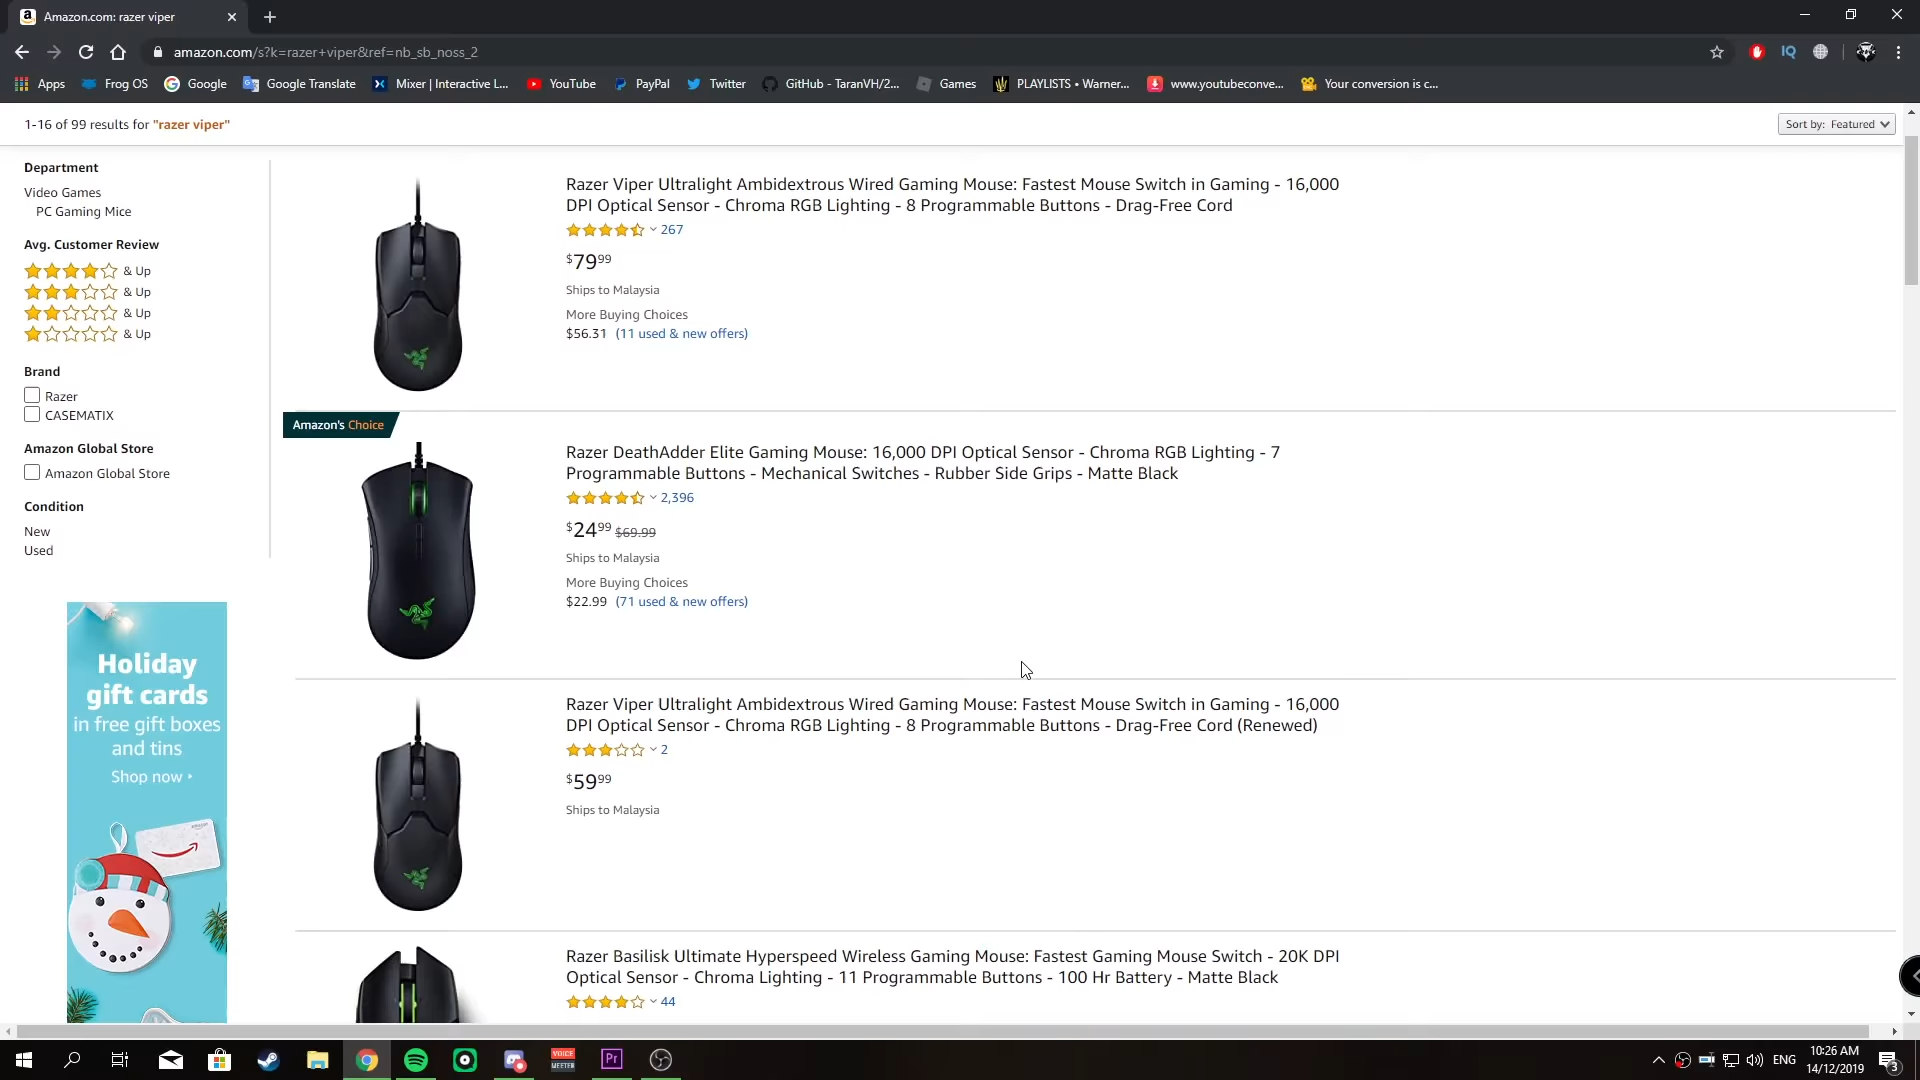 Amazon.com: razer viper
amazon.com/s?k=razer+viper&ref=nb_sb_noss_2
Apps
Frog OS
Google
Google Translate
Mixer | Interactive L...
YouTube
PayPal
Twitter
GitHub - TaranVH/2...
Games
PLAYLISTS • Warner...
www.youtubeconve...
Your conversion is c...
1-16 of 99 results for "razer viper"
Sort by: Featured
Department
Video Games
PC Gaming Mice
Avg. Customer Review
& Up
& Up
& Up
& Up
Brand
Razer
CASEMATIX
Amazon Global Store
Amazon Global Store
Condition
New
Used
Holiday
gift cards
in free gift boxes
and tins
Shop now
Razer Viper Ultralight Ambidextrous Wired Gaming Mouse: Fastest Mouse Switch in Gaming - 16,000
DPI Optical Sensor - Chroma RGB Lighting - 8 Programmable Buttons - Drag-Free Cord
267
$79 99
Ships to Malaysia
More Buying Choices
$56.31 (11 used & new offers)
Amazon's Choice
Razer DeathAdder Elite Gaming Mouse: 16,000 DPI Optical Sensor - Chroma RGB Lighting - 7
Programmable Buttons - Mechanical Switches - Rubber Side Grips - Matte Black
2,396
$24 99 $69.99
Ships to Malaysia
More Buying Choices
$22.99 (71 used & new offers)
Razer Viper Ultralight Ambidextrous Wired Gaming Mouse: Fastest Mouse Switch in Gaming - 16,000
DPI Optical Sensor - Chroma RGB Lighting - 8 Programmable Buttons - Drag-Free Cord (Renewed)
2
$59 99
Ships to Malaysia
Razer Basilisk Ultimate Hyperspeed Wireless Gaming Mouse: Fastest Gaming Mouse Switch - 20K DPI
Optical Sensor - Chroma Lighting - 11 Programmable Buttons - 100 Hr Battery - Matte Black
44
VOICE
MEETER
Pr
ENG
10:26 AM
14/12/2019
3